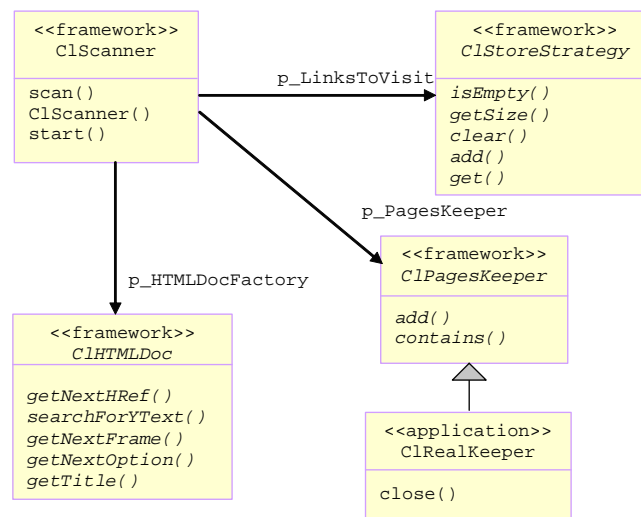 <<framework>>
ClScanner
scan()
ClScanner()
start()
p_LinksToVisit
<<framework>>
ClStoreStrategy
isEmpty()
getSize()
clear()
add()
get()
p_PagesKeeper
<<framework>>
ClPagesKeeper
add()
contains()
p_HTMLDocFactory
<<framework>>
ClHTMLDoc
getNextHRef()
searchForYText()
getNextFrame()
getNextOption()
getTitle()
<<application>>
ClRealKeeper
close()